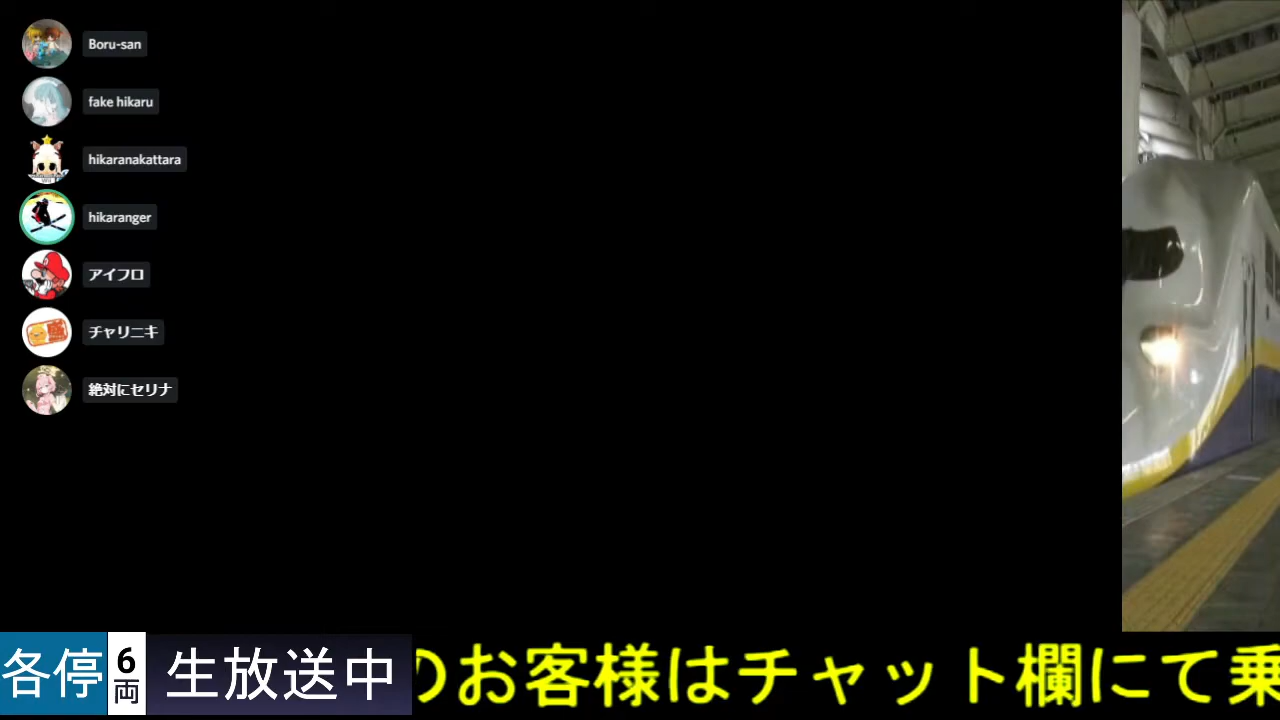 Boru-san
fake hikaru
hikaranakattara
hikaranger
アイフロ
チャリニキ
絶対にセリナ
各停 6両 生放送中 のお客様はチャット欄にて乗